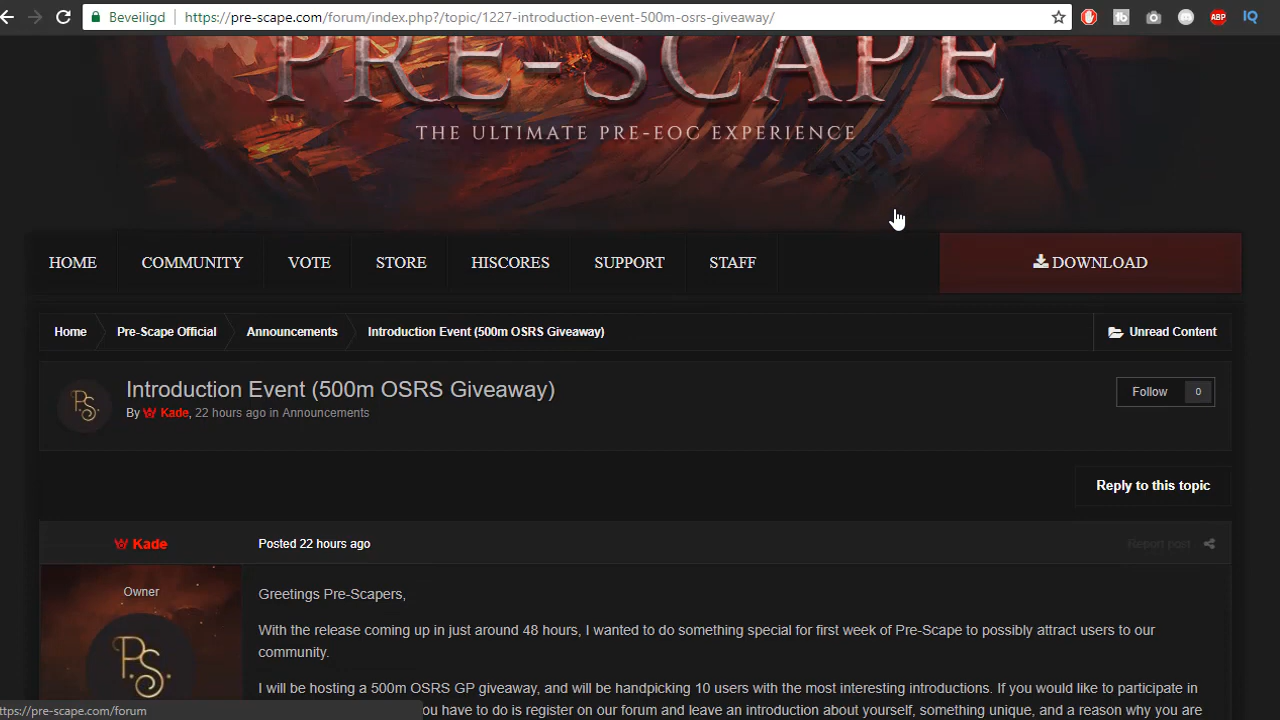 Beveiligd
https://pre-scape.com/forum/index.php?/topic/1227-introduction-event-500m-osrs-giveaway/
ABP
IQ
PRE-SCAPE
THE ULTIMATE PRE-EOC EXPERIENCE
HOME COMMUNITY VOTE STORE HISCORES SUPPORT STAFF DOWNLOAD
Home Pre-Scape Official Announcements Introduction Event (500m OSRS Giveaway) Unread Content
P.S.
Introduction Event (500m OSRS Giveaway)
Follow 0
By Kade, 22 hours ago in Announcements
Reply to this topic
Kade Posted 22 hours ago Report post
Owner
P.S.
Greetings Pre-Scapers,
With the release coming up in just around 48 hours, I wanted to do something special for first week of Pre-Scape to possibly attract users to our
community.
I will be hosting a 500m OSRS GP giveaway, and will be handpicking 10 users with the most interesting introductions. If you would like to participate in
you have to do is register on our forum and leave an introduction about yourself, something unique, and a reason why you are
ttps://pre-scape.com/forum